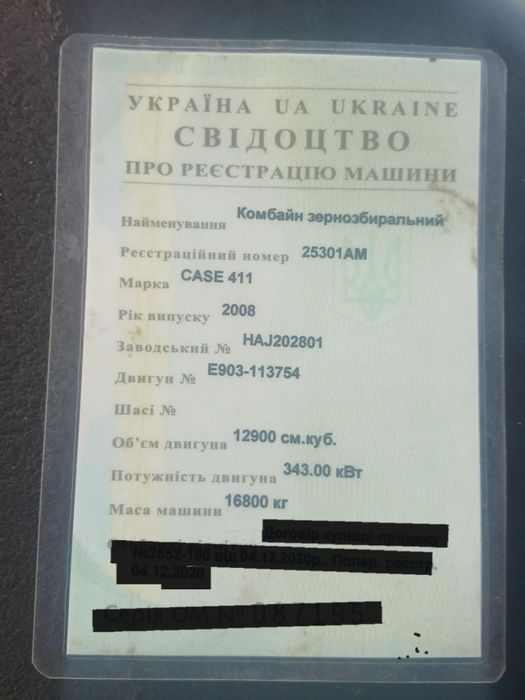 УКРАЇНА UA UKRAINE
СВІДОЦТВО
ПРО РЕЄСТРАЦІЮ МАШИНИ
Найменування Комбайн зернозбиральний
Реєстраційний номер 25301АМ
Марка CASE 411
Рік випуску 2008
Заводський № HAJ202801
Двигун № E903-113754
Шасі №
Об'єм двигуна 12900 см.куб.
Потужність двигуна 343.00 кВт
Маса машини 16800 кг